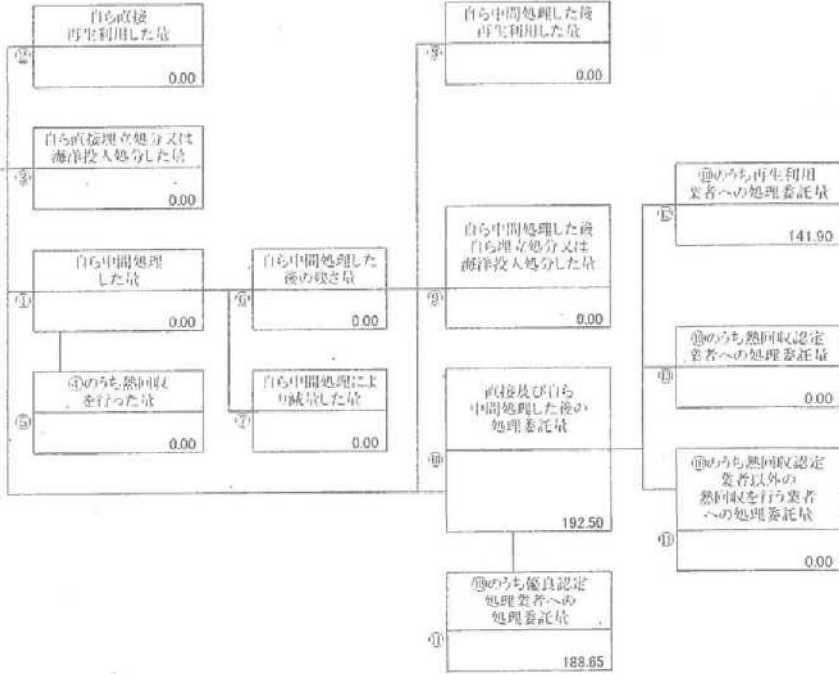 自ら直接
再生利用した量
②
0.00
自ら中間処理した後
再生利用した量
⑧
0.00
自ら直接埋立処分又は
海洋投入処分した量
③
0.00
⑩のうち再生利用
業者への処理委託量
⑫
141.90
自ら中間処理
した量
④
0.00
自ら中間処理した
後の残さ量
⑥
0.00
自ら中間処理した後
自ら埋立処分又は
海洋投入処分した量
⑨
0.00
⑩のうち熱回収認定
業者への処理委託量
⑬
0.00
④のうち熱回収
を行った量
⑤
0.00
自ら中間処理によ
り減量した量
⑦
0.00
直接及び自ら
中間処理した後の
処理委託量
⑩
192.50
⑩のうち熱回収認定
業者以外の
熱回収を行う業者
への処理委託量
⑭
0.00
⑩のうち優良認定
処理業者への
処理委託量
⑪
188.65